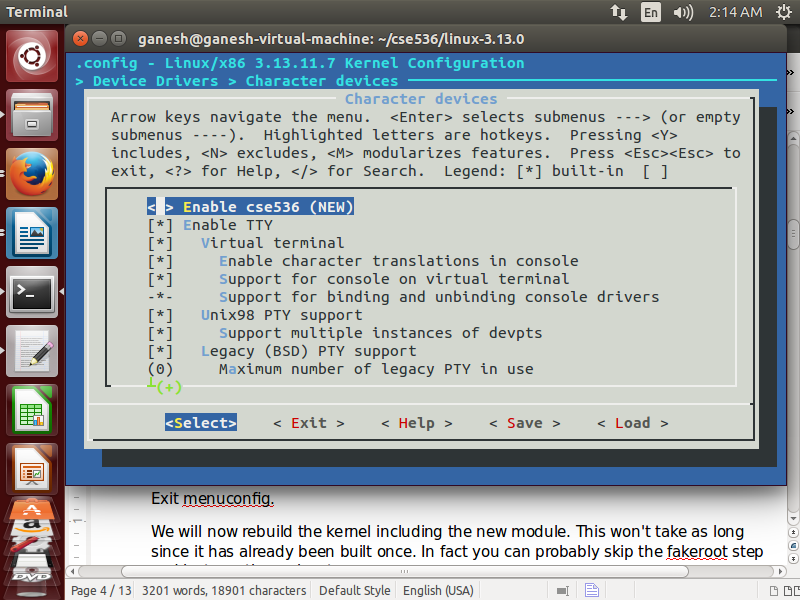 Terminal
En
2:14 AM
ganesh@ganesh-virtual-machine: ~/cse536/linux-3.13.0
.config - Linux/x86 3.13.11.7 Kernel Configuration
> Device Drivers > Character devices
Character devices
Arrow keys navigate the menu.  <Enter> selects submenus ---> (or empty
submenus ----).  Highlighted letters are hotkeys.  Pressing <Y>
includes, <N> excludes, <M> modularizes features.  Press <Esc><Esc> to
exit, <?> for Help, </> for Search.  Legend: [*] built-in  [ ]
< > Enable cse536 (NEW)
[*] Enable TTY
[*]   Virtual terminal
[*]     Enable character translations in console
[*]     Support for console on virtual terminal
-*-     Support for binding and unbinding console drivers
[*]   Unix98 PTY support
[*]     Support multiple instances of devpts
[*]   Legacy (BSD) PTY support
(0)     Maximum number of legacy PTY in use
(+)
<Select>    < Exit >    < Help >    < Save >    < Load >
Exit menuconfig.
We will now rebuild the kernel including the new module. This won't take as long
since it has already been built once. In fact you can probably skip the fakeroot step
Page 4 / 13   3201 words, 18901 characters   Default Style   English (USA)